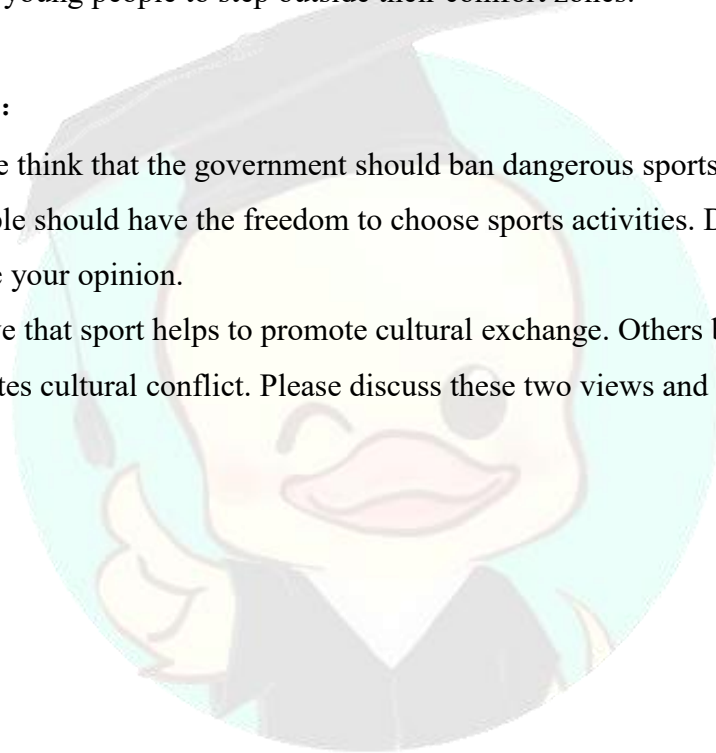 young people to step outside their comfort zones.
:
e think that the government should ban dangerous sports
ple should have the freedom to choose sports activities. D
e your opinion.
ve that sport helps to promote cultural exchange. Others b
tes cultural conflict. Please discuss these two views and